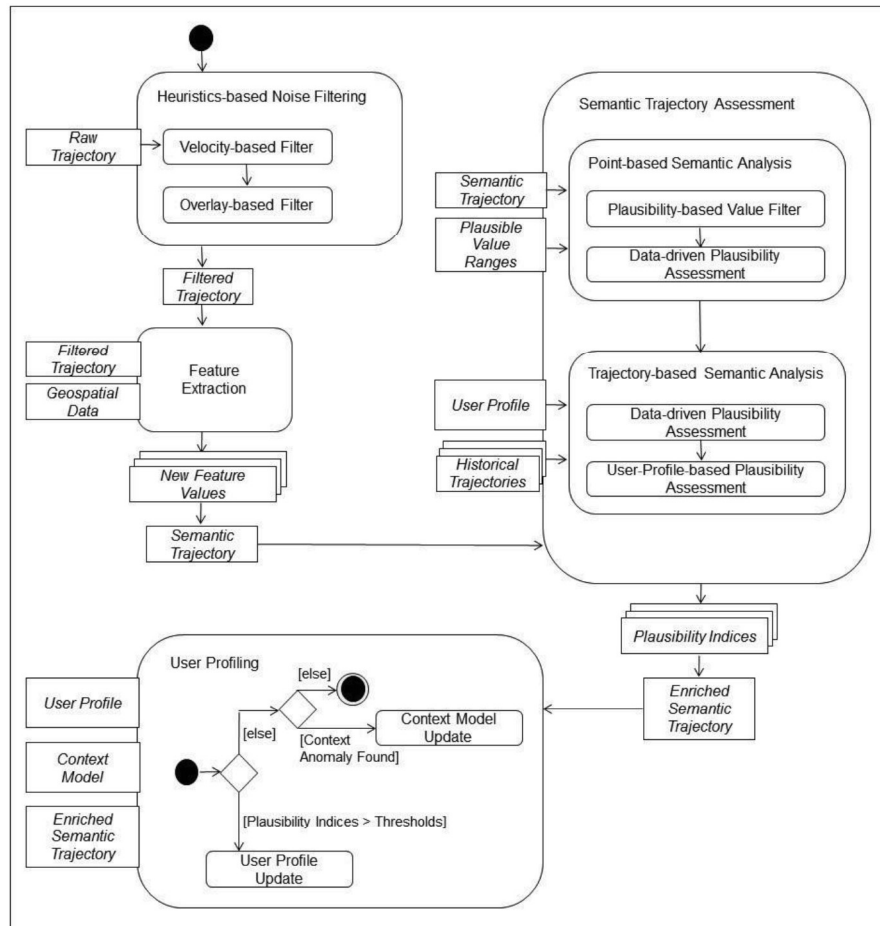 Heuristics-based Noise Filtering
Raw
Trajectory
Velocity-based Filter
Overlay-based Filter
Filtered
Trajectory
Filtered
Trajectory
Geospatial
Data
Feature
Extraction
New Feature
Values
Semantic
Trajectory
Semantic Trajectory Assessment
Point-based Semantic Analysis
Semantic
Trajectory
Plausible
Value
Ranges
Plausibility-based Value Filter
Data-driven Plausibility
Assessment
Trajectory-based Semantic Analysis
User Profile
Historical
Trajectories
Data-driven Plausibility
Assessment
User-Profile-based Plausibility
Assessment
Plausibility Indices
Enriched
Semantic
Trajectory
User Profiling
User Profile
Context
Model
Enriched
Semantic
Trajectory
[else]
[else]
[Context
Anomaly Found]
Context Model
Update
[Plausibility Indices > Thresholds]
User Profile
Update